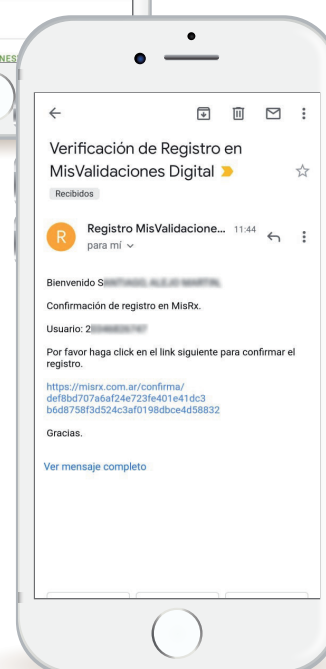 NES
Verificación de Registro en
MisValidaciones Digital
Recibidos
R
Registro MisValidacione... 11:44
para mí
Bienvenido S
Confirmación de registro en MisRx.
Usuario: 2
Por favor haga click en el link siguiente para confirmar el
registro.
https://misrx.com.ar/confirma/
def8bd707a6af24e723fe401e41dc3
b6d8758f3d524c3af0198dbce4d58832
Gracias.
Ver mensaje completo